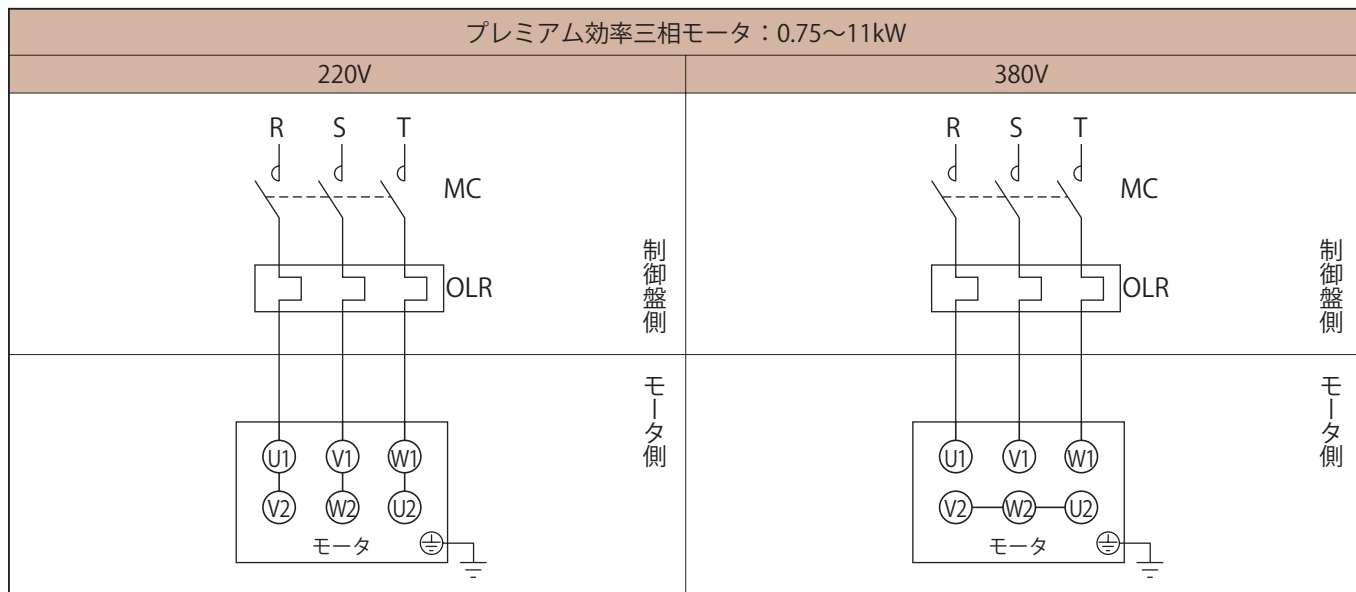 プレミアム効率三相モータ：0.75〜11kW
220V
380V
R S T
MC
OLR
制御盤側
モータ側
U1 V1 W1
V2 W2 U2
モータ
R S T
MC
OLR
制御盤側
モータ側
U1 V1 W1
V2 W2 U2
モータ